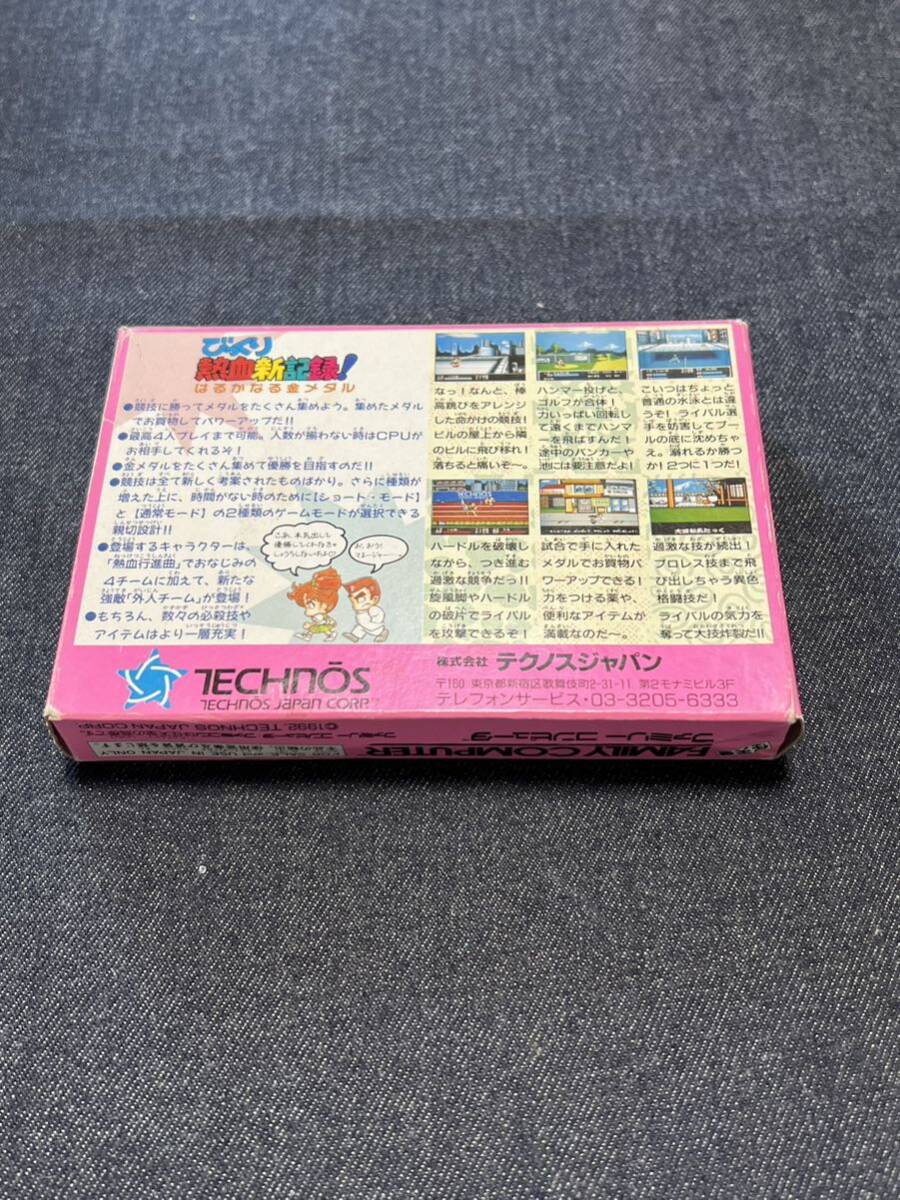 びっくり
熱血新記録!
はるかなる金メダル
●競技に勝ってメダルをたくさん集めよう。集めたメダル
でお買物してパワーアップだ!!
●最高4人プレイまで可能。人数が揃わない時はCPUが
お相手してくれるぞ!
●金メダルをたくさん集めて優勝を目指すのだ!!
●競技は全て新しく考案されたものばかり。さらに種類が
増えた上に、時間がない時のために【ショート・モード】
と【通常モード】の2種類のゲームモードが選択できる
親切設計!!
●登場するキャラクターは、
「熱血行進曲」でおなじみの
4チームに加えて、新たな
強敵「外人チーム」が登場!
●もちろん、数々の必殺技や
アイテムはより一層充実!
なっ!なんと、棒
高跳びをアレンジ
した命がけの競技!
ビルの屋上から隣
のビルに飛び移れ!
落ちると痛いぞ〜。
ハンマー投げと、
ゴルフが合体!
力いっぱい回転し
て遠くまでハンマ
ーを飛ばすんだ!
途中のバンカーや
池には要注意だよ!
こいつはちょっと
普通の水泳とは違
うぞ!ライバル選
手を妨害してプー
ルの底に沈めちゃ
え。溺れるか勝つ
か!2つに1つだ!
ハードルを破壊し
ながら、つき進む
過激な競争だっ!!
旋風脚やハードル
の破片でライバル
を攻撃できるぞ!
試合で手に入れた
メダルでお買物パ
ワーアップできる!
力をつける薬や、
便利なアイテムが
満載なのだ〜。
過激な技が続出!
プロレス技まで飛
び出しちゃう異色
格闘技だ!
ライバルの気力を
奪って大技炸裂だ!!
TECHNŌS
TECHNOS JAPAN CORP.
株式会社 テクノスジャパン
〒160 東京都新宿区歌舞伎町2-31-11 第2モナミビル3F
テレフォンサービス・03-3205-6333
©1992 TECHNOS JAPAN CORP.
ファミリー コンピュータ
FAMILY COMPUTER